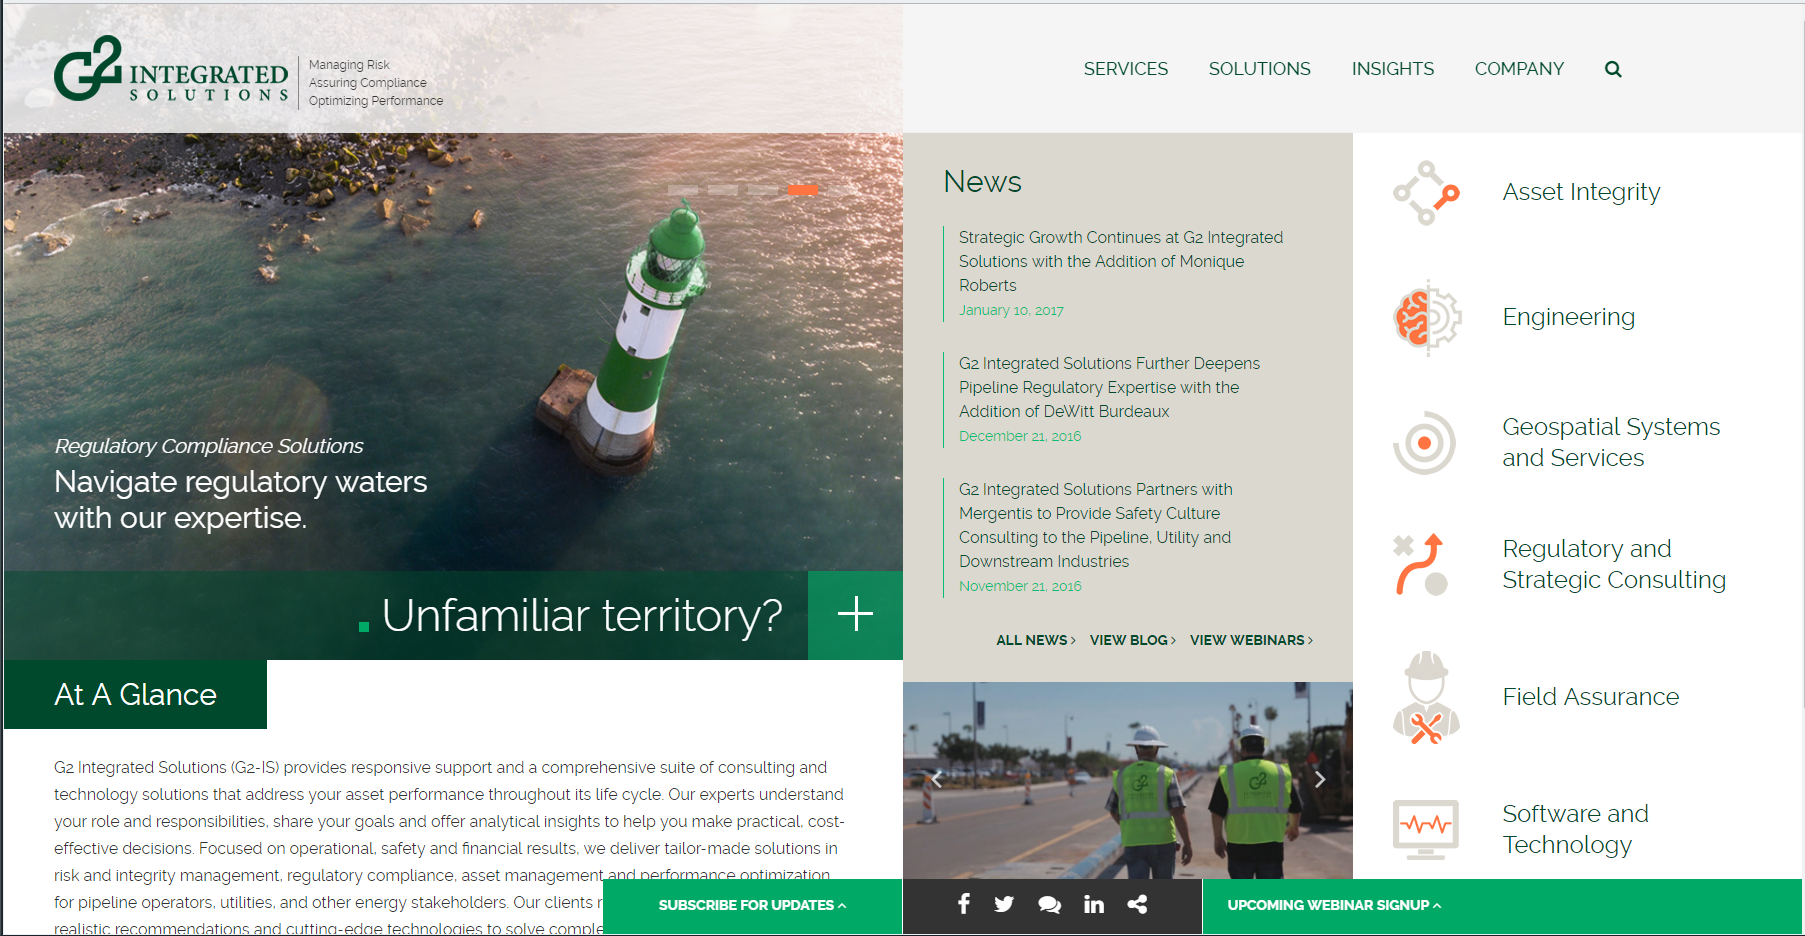 G2 INTEGRATED
SOLUTIONS
Managing Risk
Assuring Compliance
Optimizing Performance
SERVICES
SOLUTIONS
INSIGHTS
COMPANY
Regulatory Compliance Solutions
Navigate regulatory waters
with our expertise.
Unfamiliar territory?
At A Glance
G2 Integrated Solutions (G2-IS) provides responsive support and a comprehensive suite of consulting and
technology solutions that address your asset performance throughout its life cycle. Our experts understand
your role and responsibilities, share your goals and offer analytical insights to help you make practical, cost-
effective decisions. Focused on operational, safety and financial results, we deliver tailor-made solutions in
risk and integrity management, regulatory compliance, asset management and performance optimization
for pipeline operators, utilities, and other energy stakeholders. Our clients
realistic recommendations and cutting-edge technologies to solve
SUBSCRIBE FOR UPDATES
News
Strategic Growth Continues at G2 Integrated
Solutions with the Addition of Monique
Roberts
January 10, 2017
G2 Integrated Solutions Further Deepens
Pipeline Regulatory Expertise with the
Addition of DeWitt Burdeaux
December 21, 2016
G2 Integrated Solutions Partners with
Mergentis to Provide Safety Culture
Consulting to the Pipeline, Utility and
Downstream Industries
November 21, 2016
ALL NEWS > VIEW BLOG > VIEW WEBINARS >
G2
G2
Asset Integrity
Engineering
Geospatial Systems
and Services
Regulatory and
Strategic Consulting
Field Assurance
Software and
Technology
UPCOMING WEBINAR SIGNUP